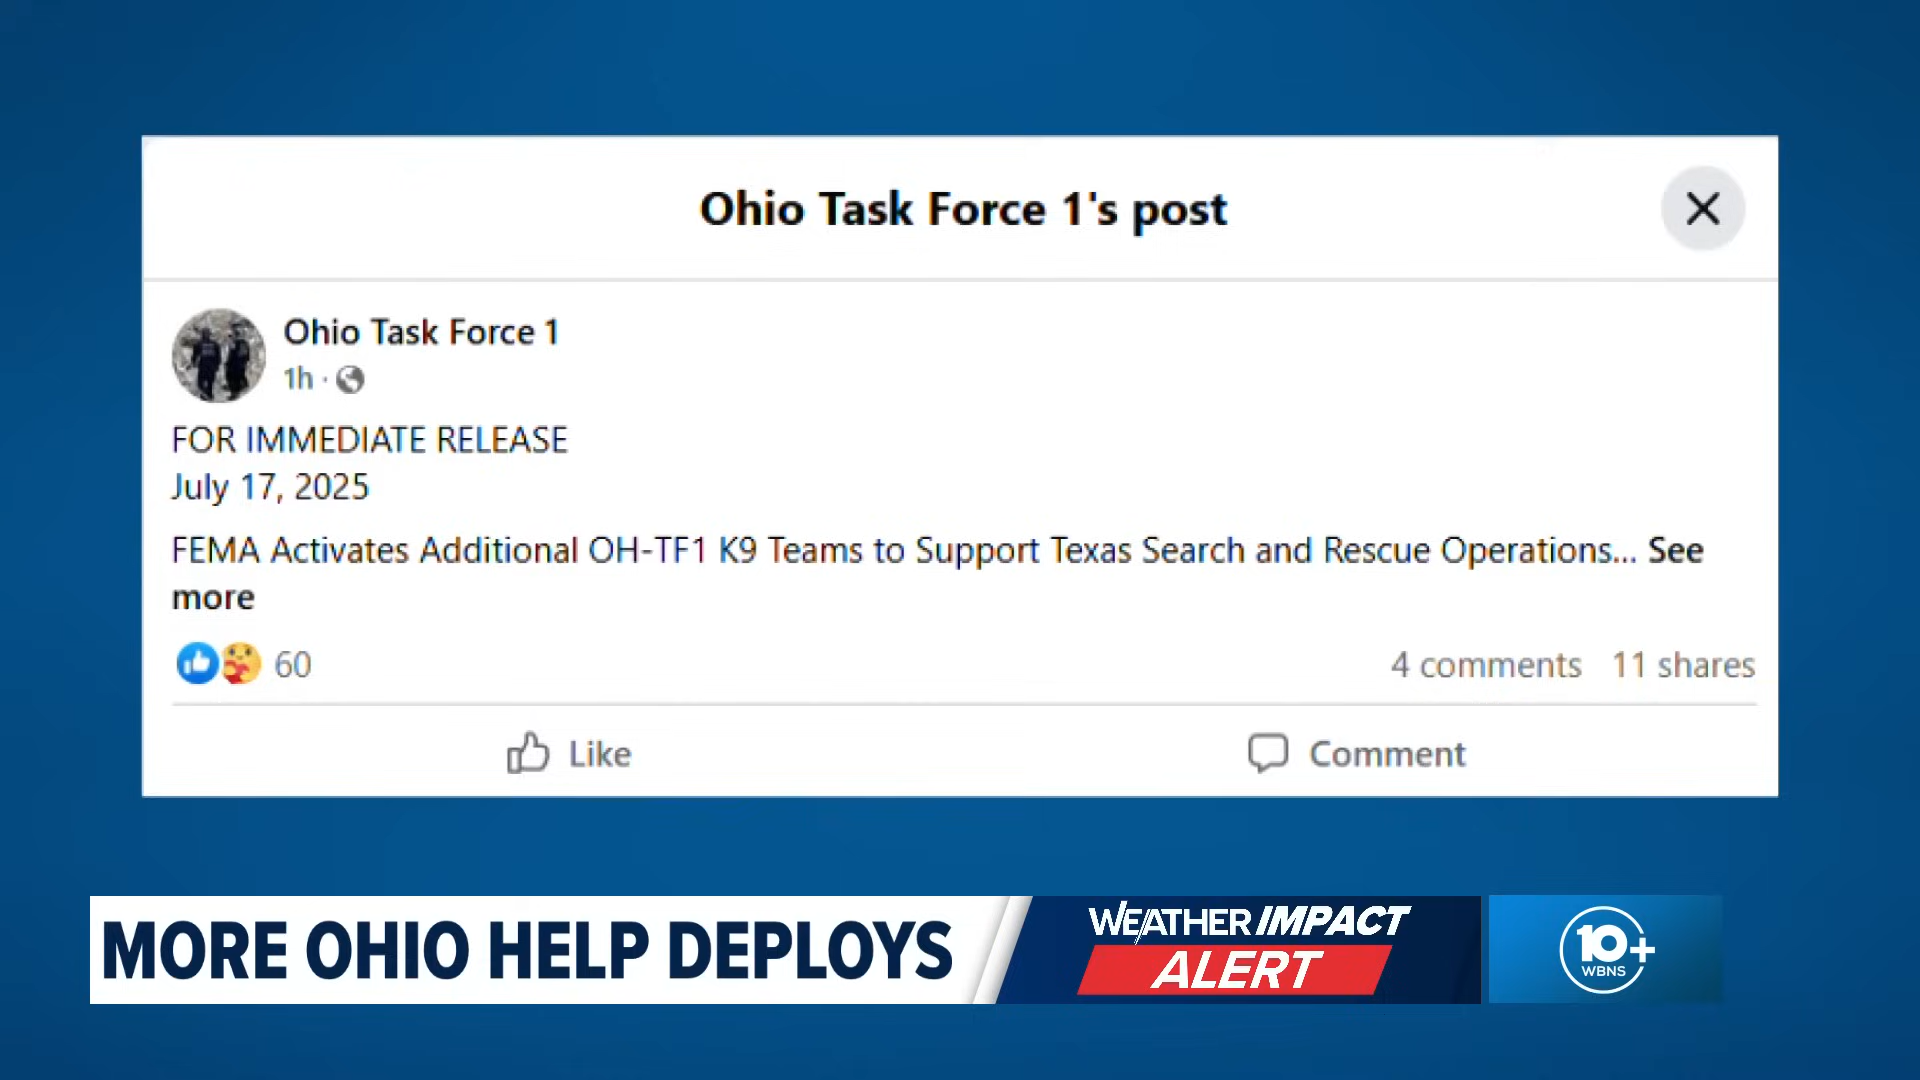 Ohio Task Force 1's post
Ohio Task Force 1
1h ·
FOR IMMEDIATE RELEASE
July 17, 2025
FEMA Activates Additional OH-TF1 K9 Teams to Support Texas Search and Rescue Operations... See
more
60
4 comments 11 shares
Like
Comment
MORE OHIO HELP DEPLOYS
WEATHER IMPACT
ALERT
10+
WBNS